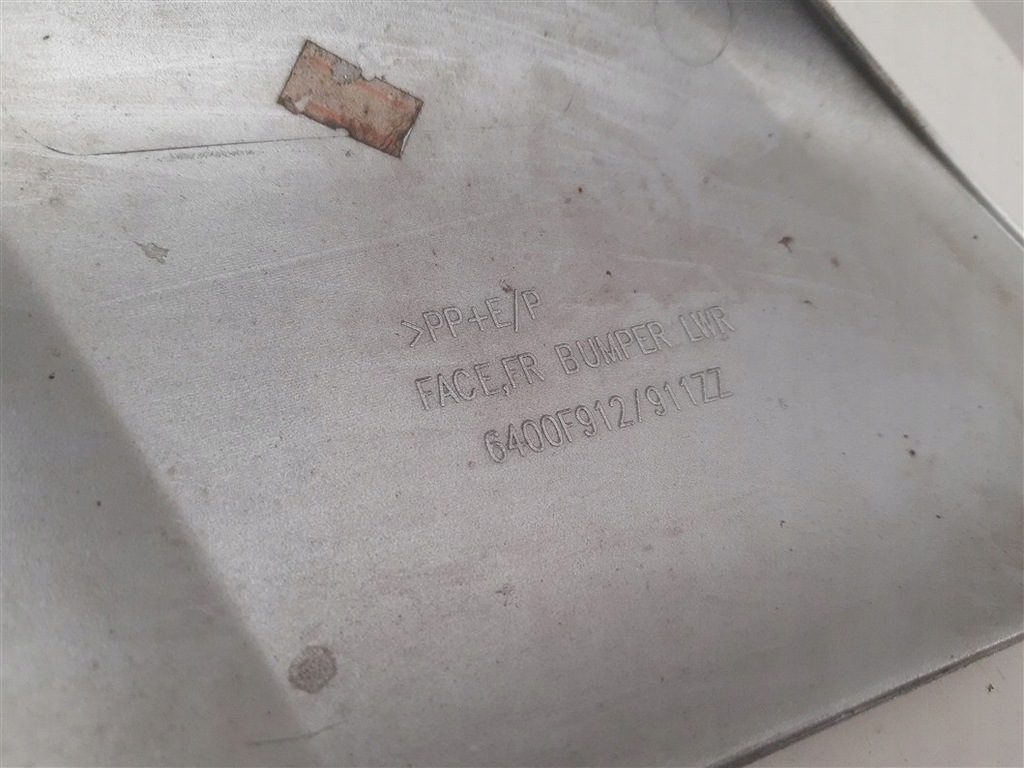 >PP+E/P
FACE,FR BUMPER LWR
6400F912/911ZZ